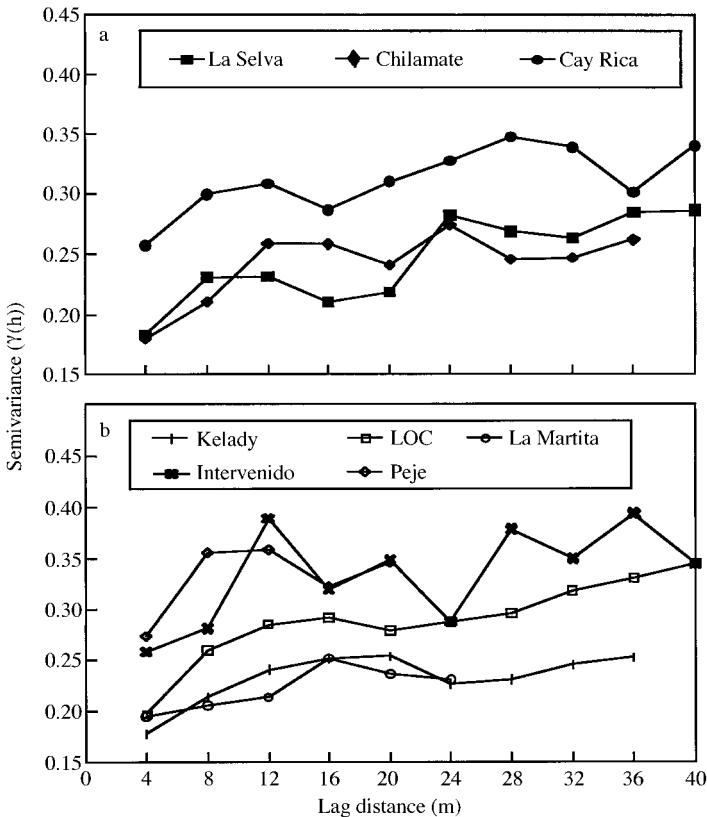 0.45
a
La Selva Chilamate Cay Rica
0.40
0.35
0.30
0.25
0.20
0.15
Semivariance (γ(h))
b
Kelady LOC La Martita
0.45
Intervenido Peje
0.40
0.35
0.30
0.25
0.20
0.15
0 4 8 12 16 20 24 28 32 36 40
Lag distance (m)